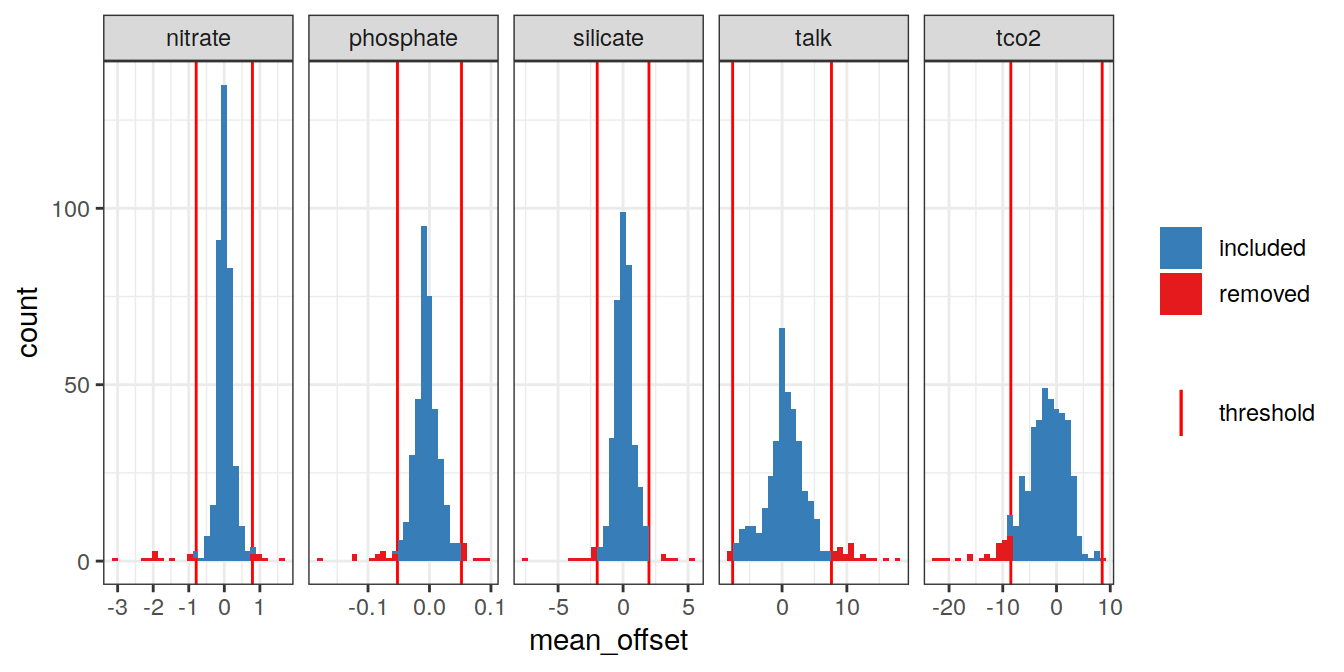 nitrate phosphate silicate talk tco2
100
50
0
count
-3 -2 -1 0 1 -0.1 0.0 0.1 -5 0 5 0 10 -20 -10 0 10
mean_offset
included
removed
threshold